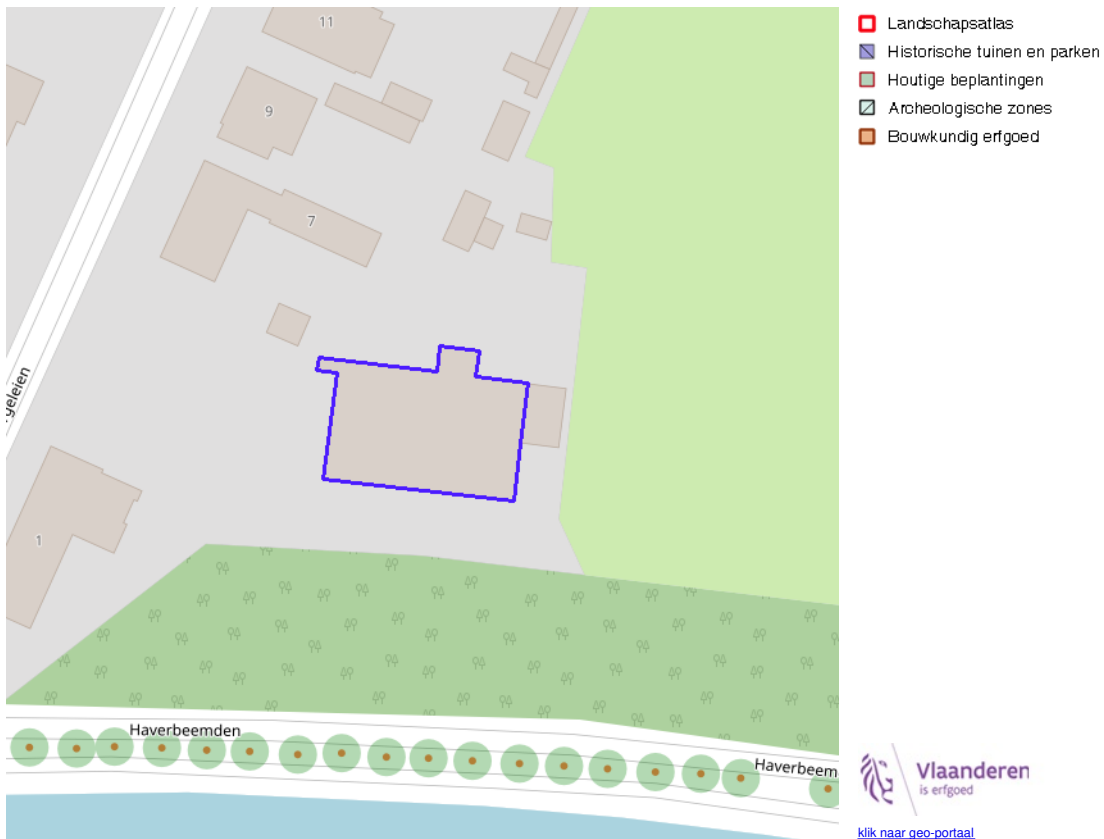 11
9
7
1
Haverbeemden
Landschapsatlas
Historische tuinen en parken
Houtige beplantingen
Archeologische zones
Bouwkundig erfgoed
Vlaanderen
is erfgoed
klik naar geo-portaal